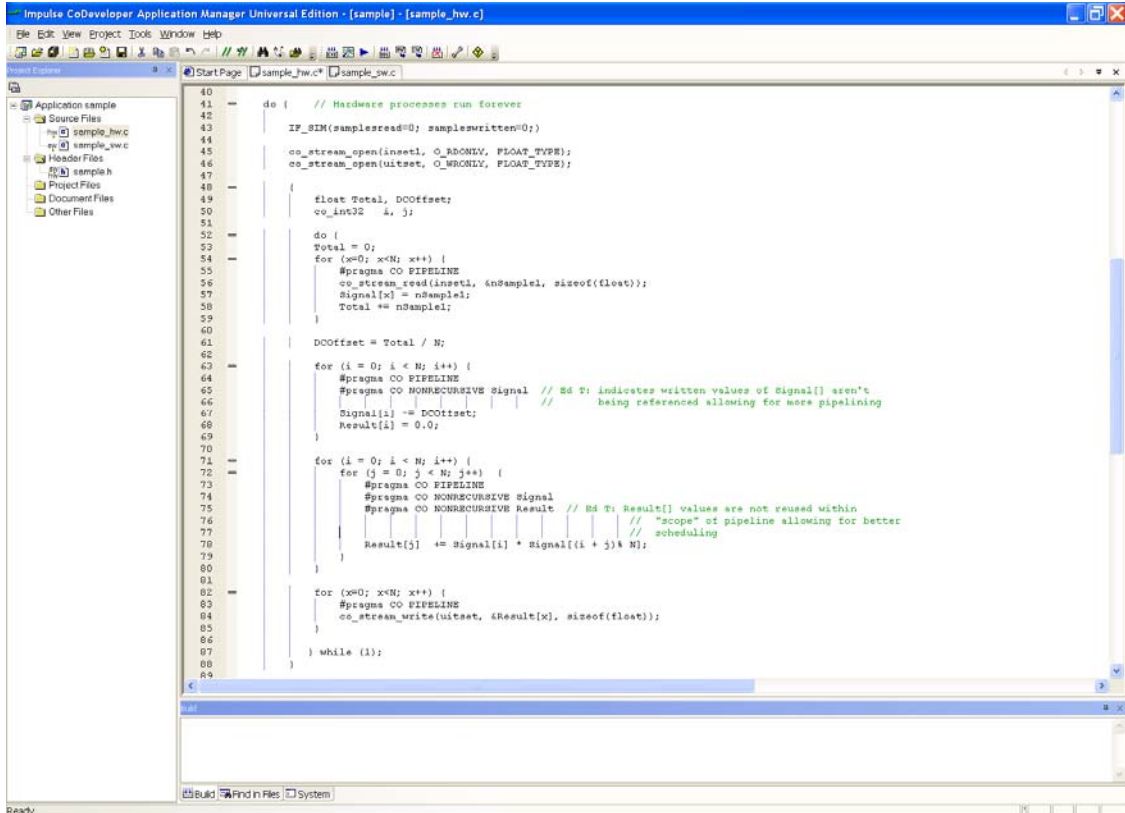 Impulse CoDeveloper Application Manager Universal Edition - [sample] - [sample_hw.c]
File Edit View Project Tools Window Help
Project Explorer
Start Page sample_hw.c* sample_sw.c
Application sample
Source Files
sample_hw.c
sample_sw.c
Header Files
sample.h
Project Files
Document Files
Other Files
40
41 do { // Hardware processes run forever
42
43 IF_SIM(samplesread=0; sampleswritten=0;)
44
45 co_stream_open(inset1, O_RDONLY, FLOAT_TYPE);
46 co_stream_open(uitset, O_WRONLY, FLOAT_TYPE);
47
48 {
49 float Total, DCOffset;
50 co_int32 i, j;
51
52 do {
53 Total = 0;
54 for (x=0; x<N; x++) {
55 #pragma CO PIPELINE
56 co_stream_read(inset1, &nSample1, sizeof(float));
57 Signal[x] = nSample1;
58 Total += nSample1;
59 }
60
61 DCOffset = Total / N;
62
63 for (i = 0; i < N; i++) {
64 #pragma CO PIPELINE
65 #pragma CO NONRECURSIVE Signal // Ed T: indicates written values of Signal[] aren't
66 // being referenced allowing for more pipelining
67 Signal[i] -= DCOffset;
68 Result[i] = 0.0;
69 }
70
71 for (i = 0; i < N; i++) {
72 for (j = 0; j < N; j++) {
73 #pragma CO PIPELINE
74 #pragma CO NONRECURSIVE Signal
75 #pragma CO NONRECURSIVE Result // Ed T: Result[] values are not reused within
76 // "scope" of pipeline allowing for better
77 // scheduling
78 Result[j] += Signal[i] * Signal[(i + j)% N];
79 }
80 }
81
82 for (x=0; x<N; x++) {
83 #pragma CO PIPELINE
84 co_stream_write(uitset, &Result[x], sizeof(float));
85 }
86
87 } while (1);
88 }
89
Build
Build Find in Files System
Ready